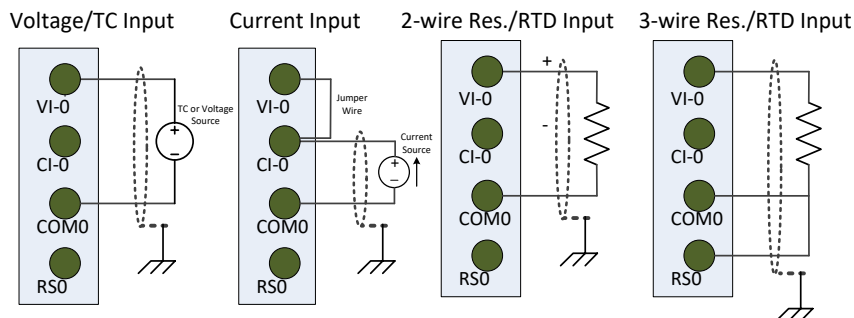 Voltage/TC Input
VI-0
CI-0
COM0
RS0
TC or Voltage
Source
+
−
Current Input
VI-0
CI-0
COM0
RS0
Jumper
Wire
Current
Source
+
−
2-wire Res./RTD Input
VI-0
CI-0
COM0
RS0
+
-
3-wire Res./RTD Input
VI-0
CI-0
COM0
RS0